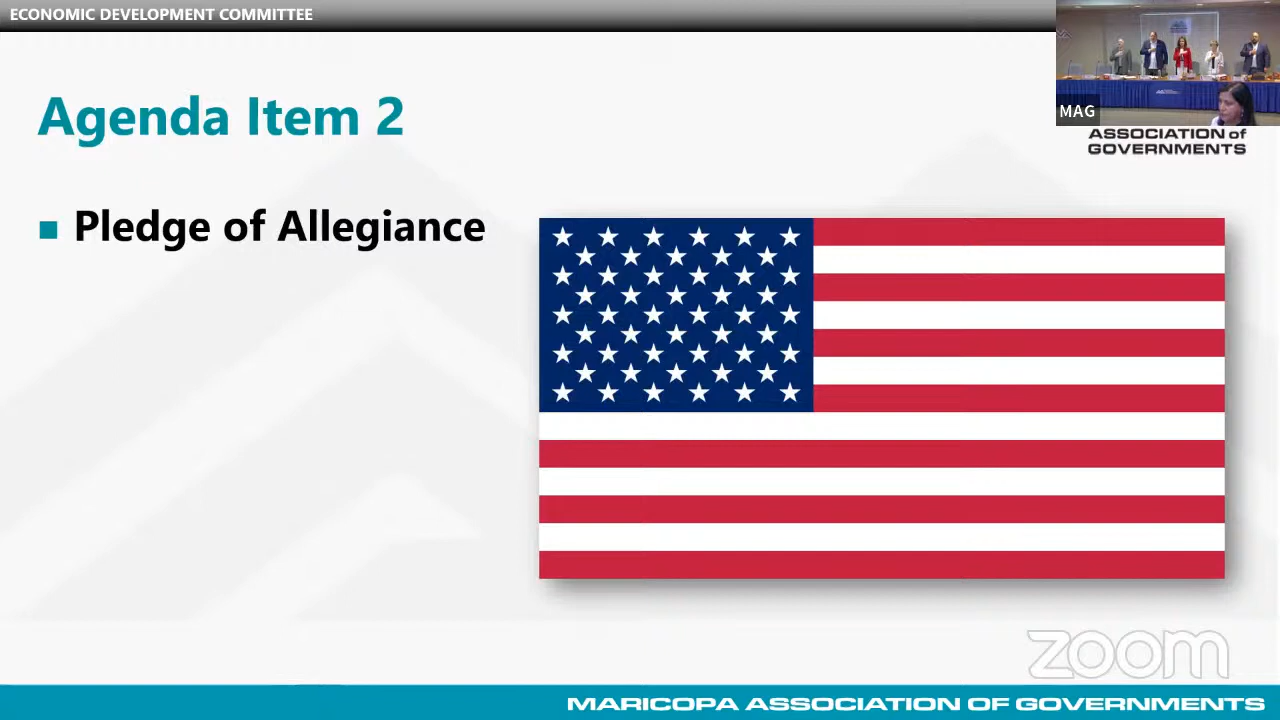 ECONOMIC DEVELOPMENT COMMITTEE
MAG
ASSOCIATION of
GOVERNMENTS
Agenda Item 2
Pledge of Allegiance
zoom
MARICOPA ASSOCIATION OF GOVERNMENTS